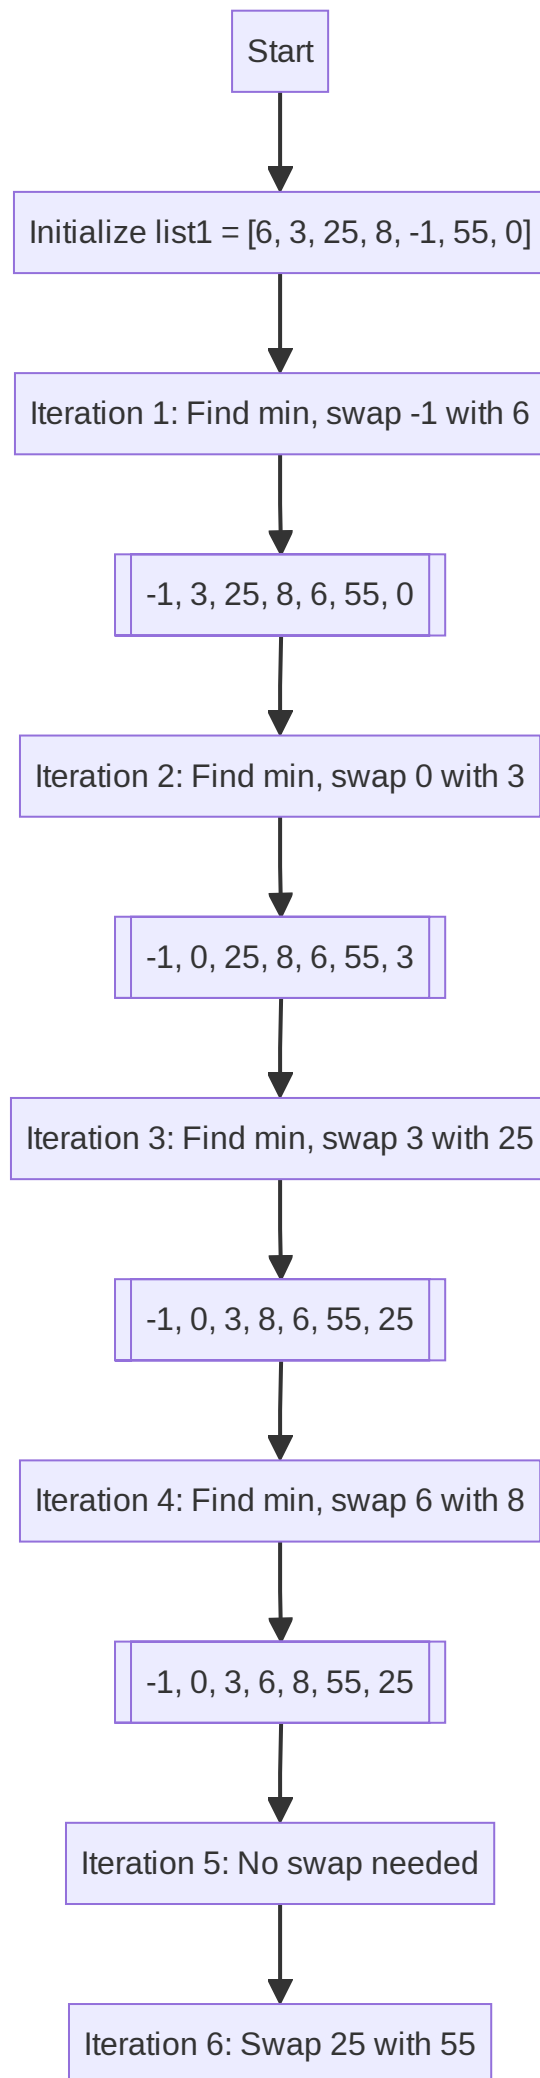 Start
Initialize list1 = [6, 3, 25, 8, -1, 55, 0]
Iteration 1: Find min, swap -1 with 6
-1, 3, 25, 8, 6, 55, 0
Iteration 2: Find min, swap 0 with 3
-1, 0, 25, 8, 6, 55, 3
Iteration 3: Find min, swap 3 with 25
-1, 0, 3, 8, 6, 55, 25
Iteration 4: Find min, swap 6 with 8
-1, 0, 3, 6, 8, 55, 25
Iteration 5: No swap needed
Iteration 6: Swap 25 with 55